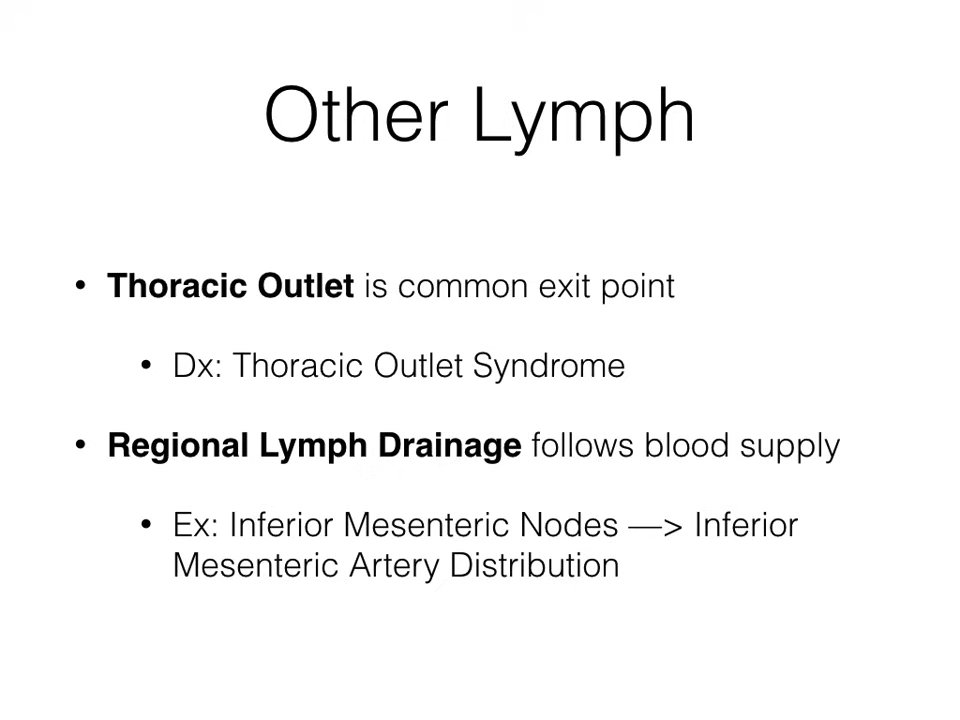 Other Lymph
• Thoracic Outlet is common exit point
• Dx: Thoracic Outlet Syndrome
• Regional Lymph Drainage follows blood supply
• Ex: Inferior Mesenteric Nodes —> Inferior
Mesenteric Artery Distribution